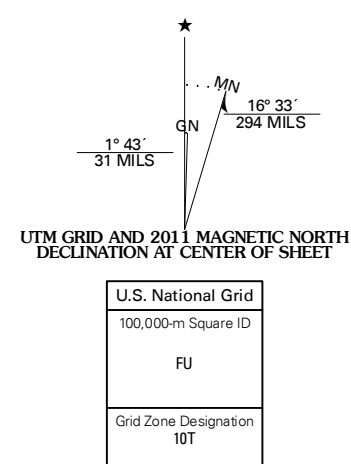 MN
16° 33´
294 MILS
GN
1° 43´
31 MILS
UTM GRID AND 2011 MAGNETIC NORTH
DECLINATION AT CENTER OF SHEET
U.S. National Grid
100,000-m Square ID
FU
Grid Zone Designation
10T